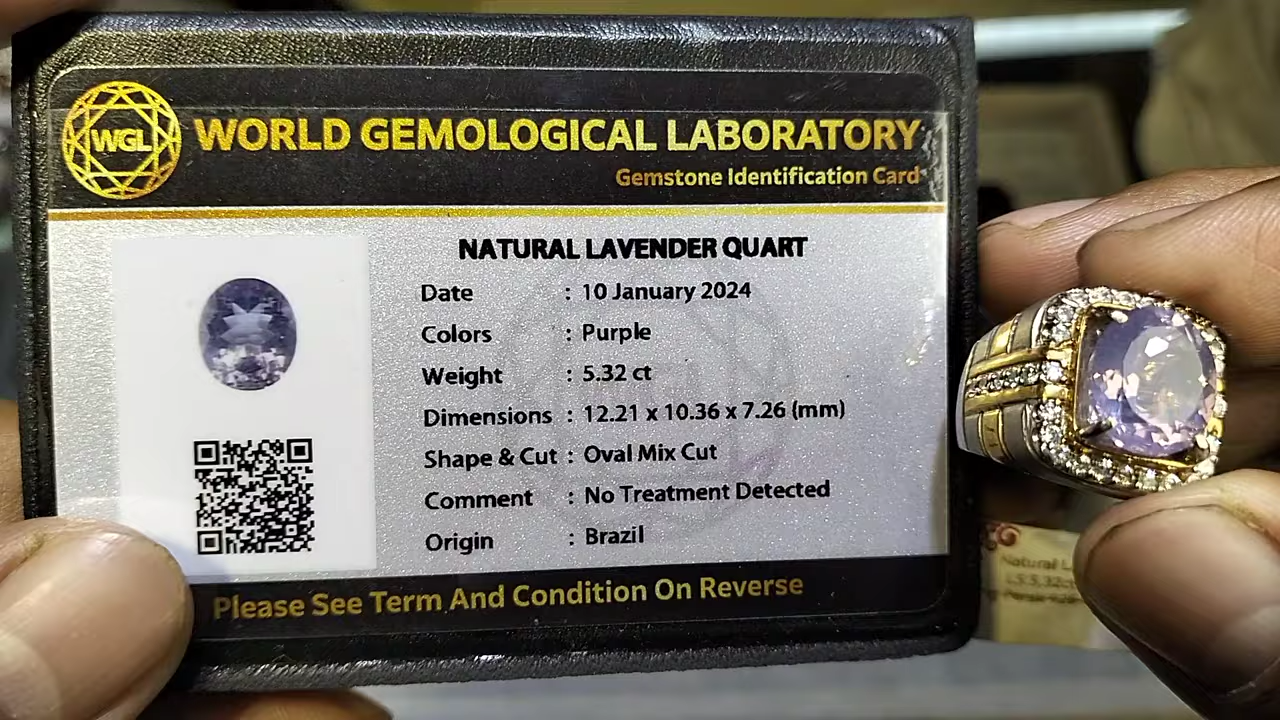 WGL
WORLD GEMOLOGICAL LABORATORY
Gemstone Identification Card
NATURAL LAVENDER QUART
Date : 10 January 2024
Colors : Purple
Weight : 5.32 ct
Dimensions : 12.21 x 10.36 x 7.26 (mm)
Shape & Cut : Oval Mix Cut
Comment : No Treatment Detected
Origin : Brazil
Please See Term And Condition On Reverse
Natural